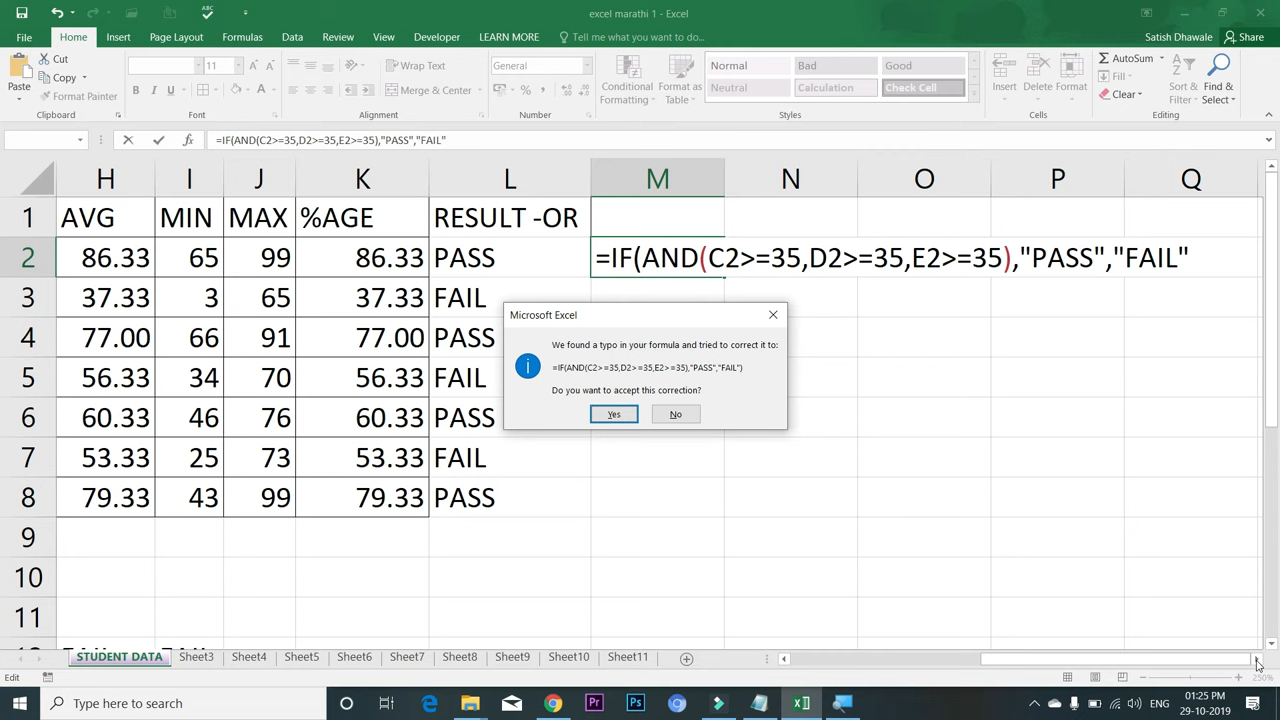 excel marathi 1 - Excel
File Home Insert Page Layout Formulas Data Review View Developer LEARN MORE Tell me what you want to do... Satish Dhawale Share
Cut
Copy
Format Painter
Paste
Clipboard
11
Font
Wrap Text
Merge & Center
Alignment
General
Number
Conditional Formatting
Format as Table
Normal Bad Good
Neutral Calculation Check Cell
Styles
Insert Delete Format
Cells
AutoSum
Fill
Clear
Sort & Filter
Find & Select
Editing
=IF(AND(C2>=35,D2>=35,E2>=35),"PASS","FAIL"
H I J K L M N O P Q
1 AVG MIN MAX %AGE RESULT -OR
2 86.33 65 99 86.33 PASS =IF(AND(C2>=35,D2>=35,E2>=35),"PASS","FAIL"
3 37.33 3 65 37.33 FAIL
4 77.00 66 91 77.00 PASS
5 56.33 34 70 56.33 FAIL
6 60.33 46 76 60.33 PASS
7 53.33 25 73 53.33 FAIL
8 79.33 43 99 79.33 PASS
9
10
11
Microsoft Excel
We found a typo in your formula and tried to correct it to:
=IF(AND(C2>=35,D2>=35,E2>=35),"PASS","FAIL")
Do you want to accept this correction?
Yes No
STUDENT DATA Sheet3 Sheet4 Sheet5 Sheet6 Sheet7 Sheet8 Sheet9 Sheet10 Sheet11
Edit 250%
Type here to search
01:25 PM
29-10-2019